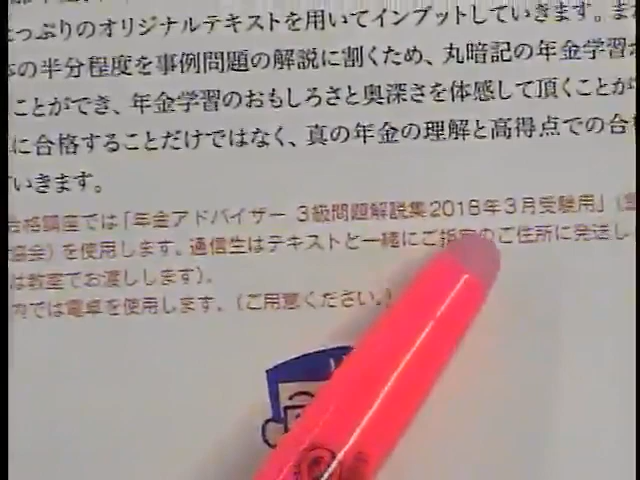 たっぷりのオリジナルテキストを用いてインプットしていきます。ま
の半分程度を事例問題の解説に割くため、丸暗記の年金学習
ことができ、年金学習のおもしろさと奥深さを体感して頂くことが
に合格することだけではなく、真の年金の理解と高得点での合
いきます。
合格講座では「年金アドバイザー 3級問題解説集2018年3月受験用」(
協会)を使用します。通信生はテキストと一緒にご指定のご住所に発送し
は教室でお渡しします)。
内では電卓を使用します。(ご用意ください。)